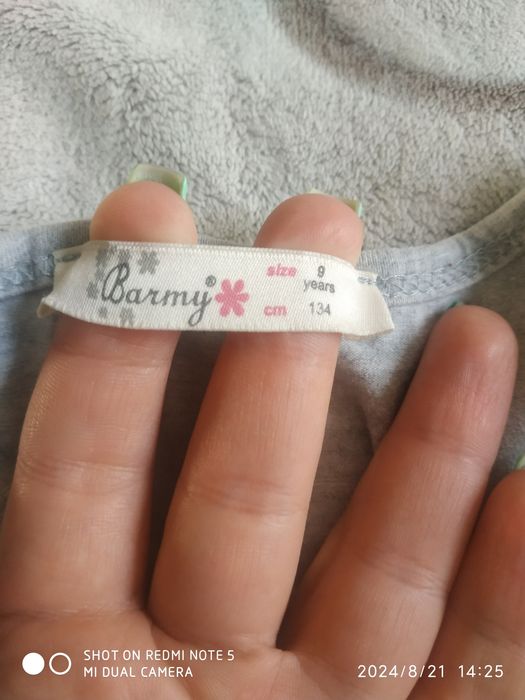 Barmy®
size 9 years
cm 134
SHOT ON REDMI NOTE 5
MI DUAL CAMERA
2024/8/21 14:25